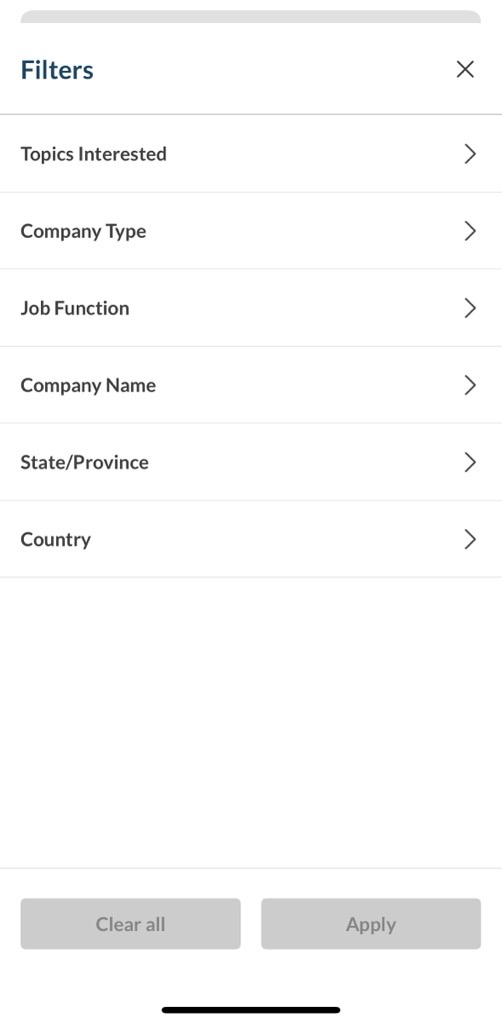 Filters
Topics Interested
Company Type
Job Function
Company Name
State/Province
Country
Clear all
Apply